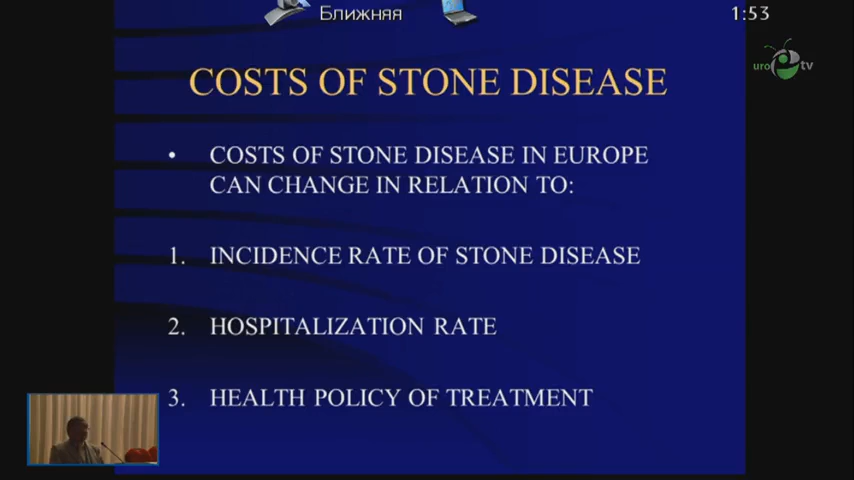 Ближняя
1:53
uro tv
COSTS OF STONE DISEASE
• COSTS OF STONE DISEASE IN EUROPE
CAN CHANGE IN RELATION TO:
1. INCIDENCE RATE OF STONE DISEASE
2. HOSPITALIZATION RATE
3. HEALTH POLICY OF TREATMENT